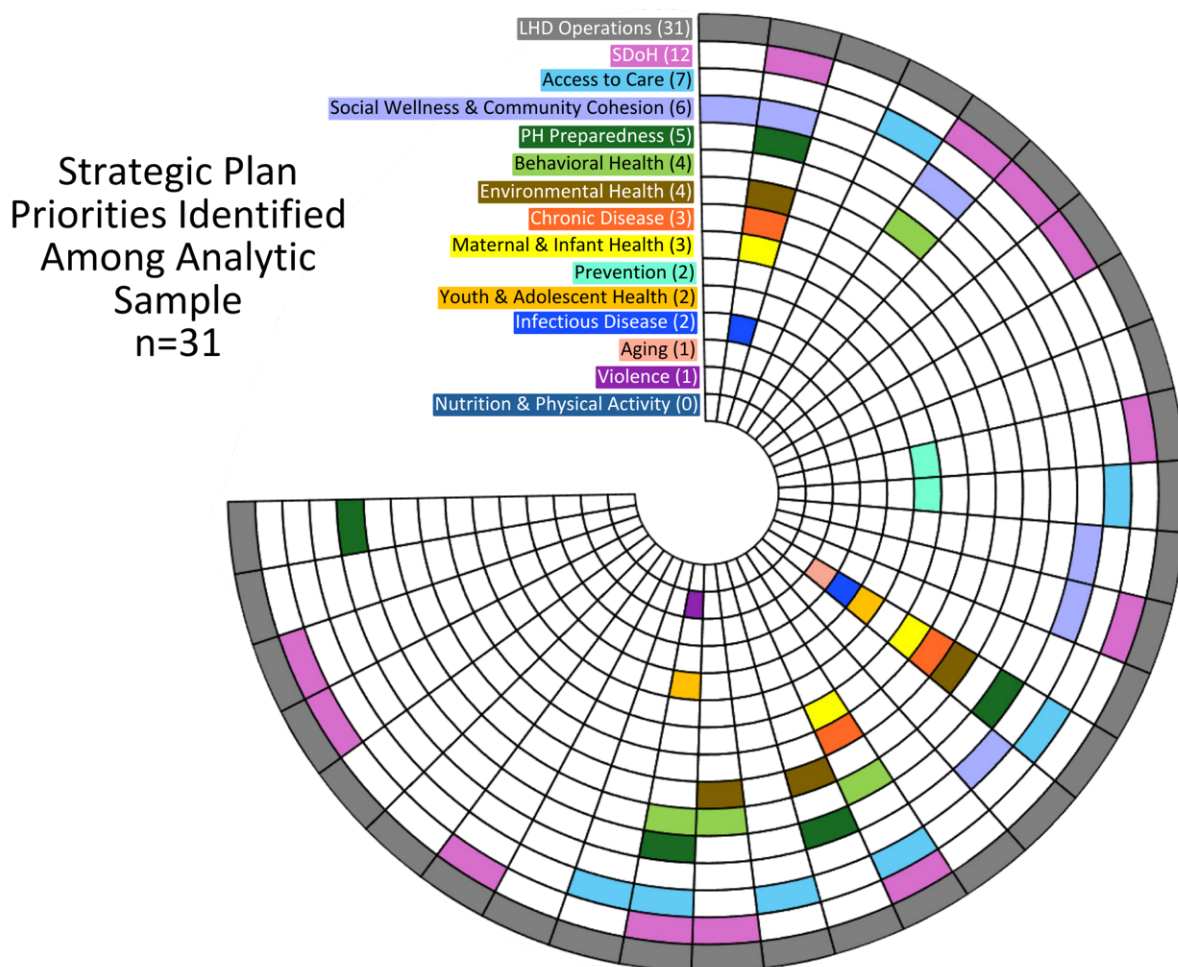 LHD Operations (31)
SDoH (12
Access to Care (7)
Social Wellness & Community Cohesion (6)
PH Preparedness (5)
Behavioral Health (4)
Environmental Health (4)
Chronic Disease (3)
Maternal & Infant Health (3)
Prevention (2)
Youth & Adolescent Health (2)
Infectious Disease (2)
Aging (1)
Violence (1)
Nutrition & Physical Activity (0)
Strategic Plan
Priorities Identified
Among Analytic
Sample
n=31